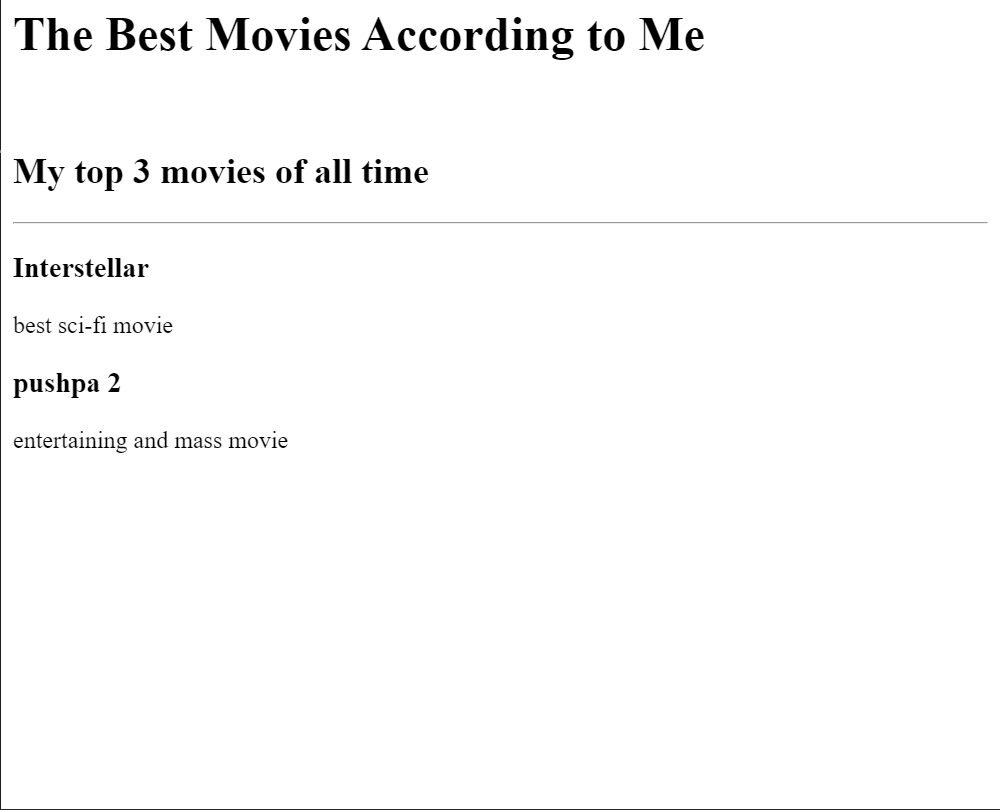 The Best Movies According to Me
My top 3 movies of all time
Interstellar
best sci-fi movie
pushpa 2
entertaining and mass movie